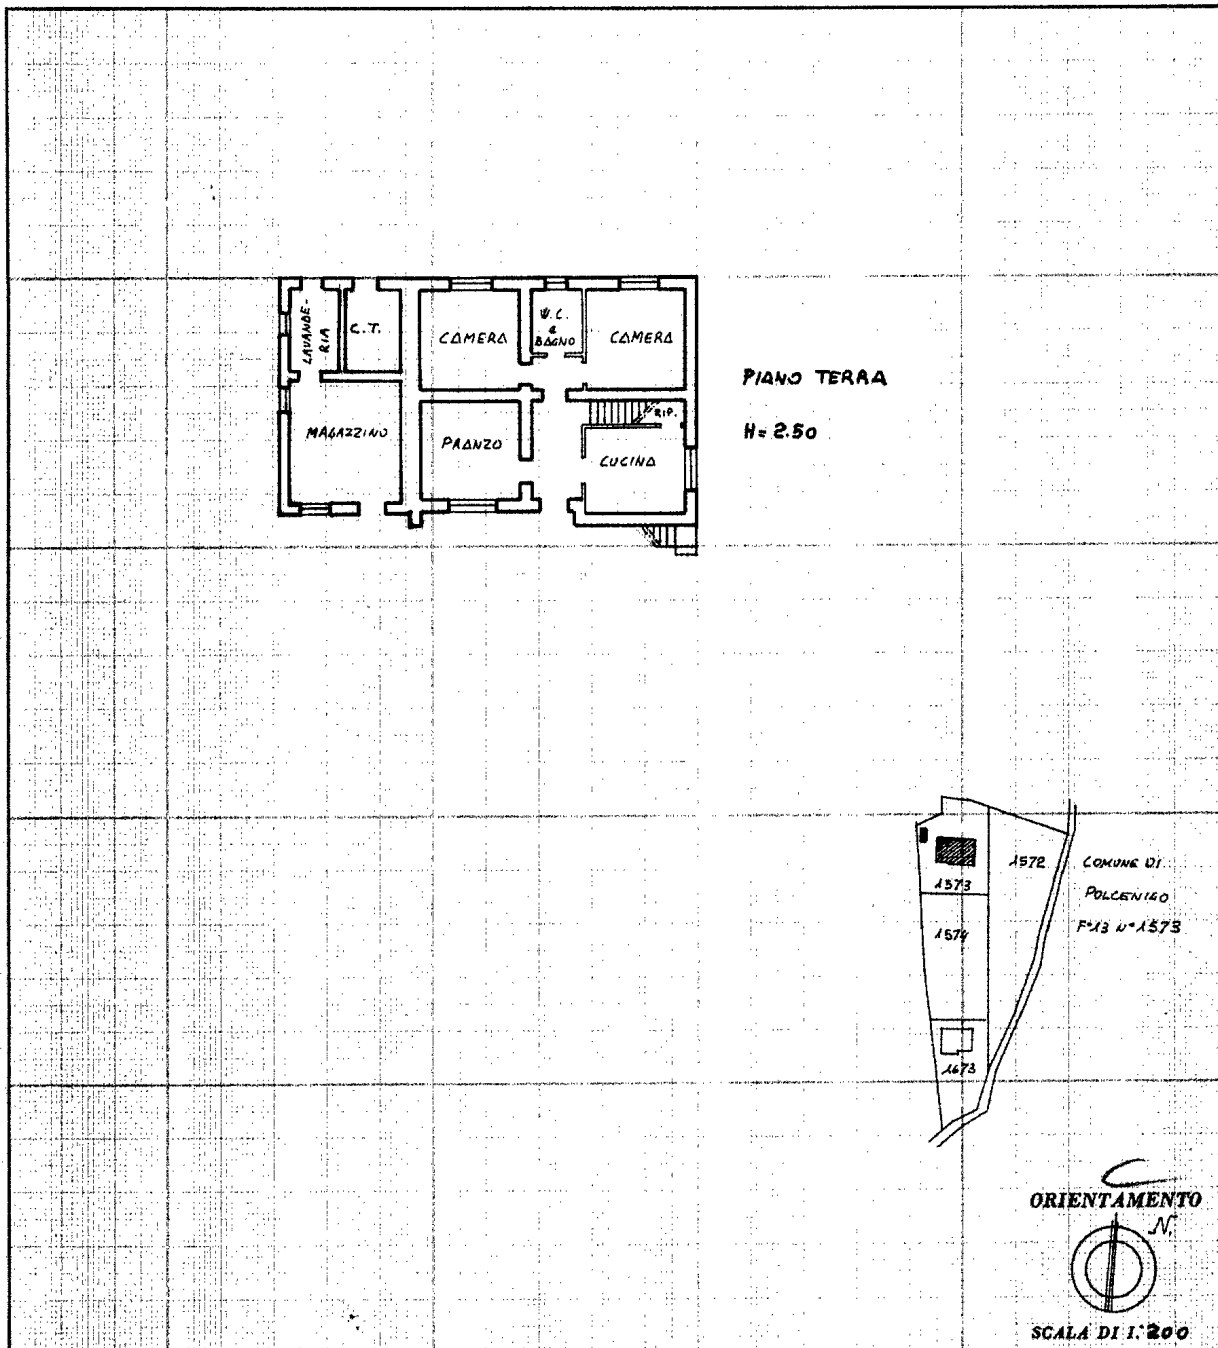 LAVANDE-
RIA
C.T.
CAMERA
W.C.
e
BAGNO
CAMERA
MAGAZZINO
PRANZO
RIP.
CUCINA
PIANO TERRA
H= 2.50
1572
1573
1574
1673
COMUNE DI
POLCENIGO
F°13 N°1573
ORIENTAMENTO
N.
SCALA DI 1:200